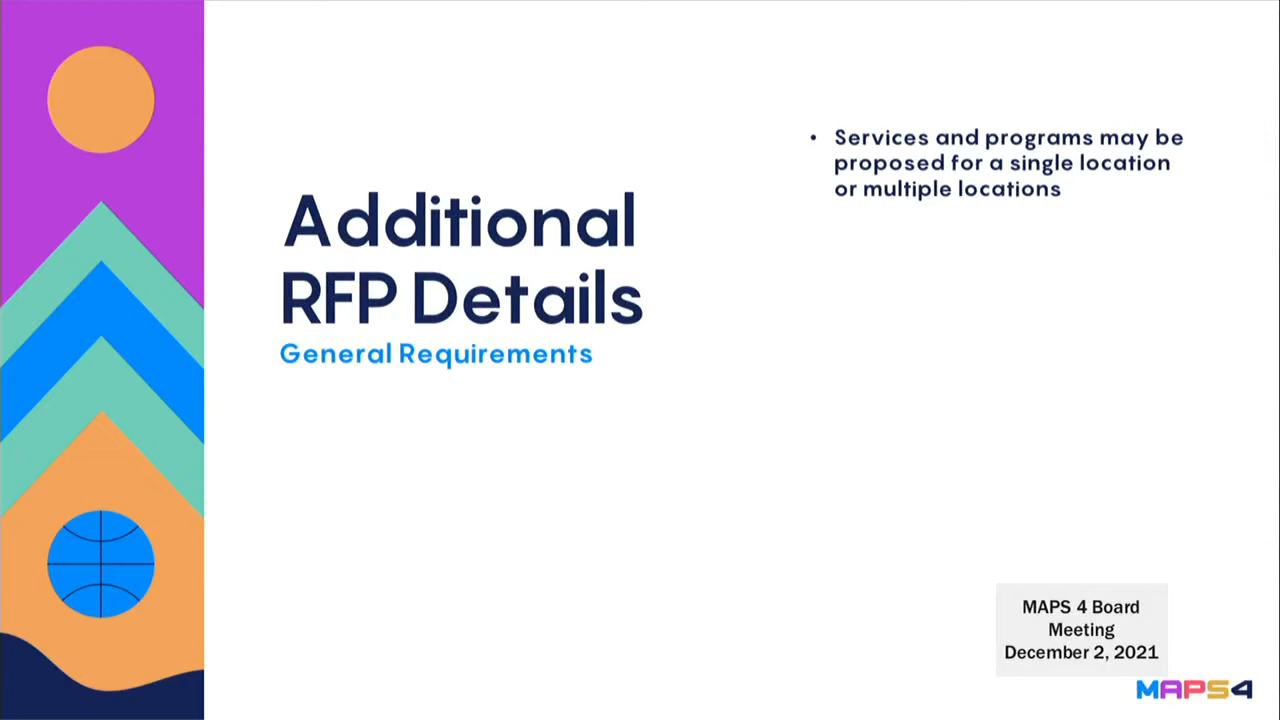 Additional
RFP Details
General Requirements
• Services and programs may be
proposed for a single location
or multiple locations
MAPS 4 Board
Meeting
December 2, 2021
MAPS4